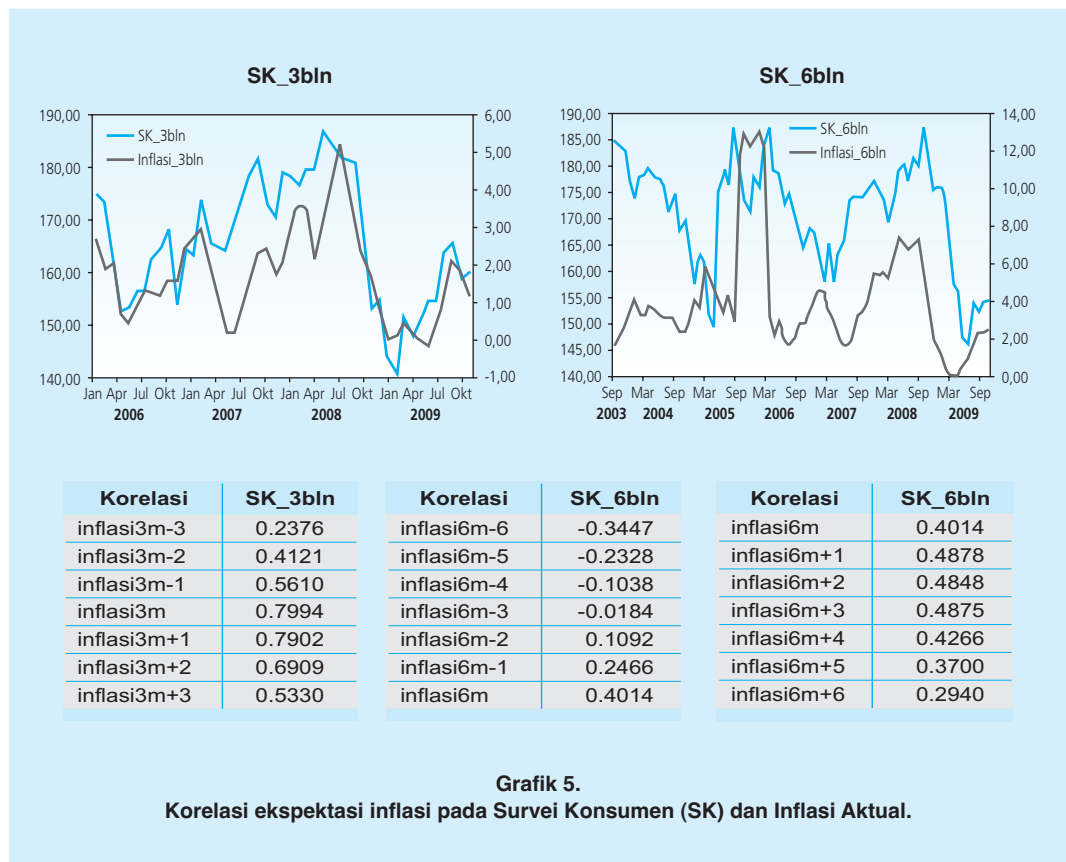 SK_3bln
190,00
180,00
170,00
160,00
150,00
140,00
6,00
5,00
4,00
3,00
2,00
1,00
0,00
-1,00
SK_3bln
Inflasi_3bln
Jan Apr Jul Okt Jan Apr Jul Okt Jan Apr Jul Okt Jan Apr Jul Okt
2006 2007 2008 2009
SK_6bln
190,00
185,00
180,00
175,00
170,00
165,00
160,00
155,00
150,00
145,00
140,00
14,00
12,00
10,00
8,00
6,00
4,00
2,00
0,00
SK_6bln
Inflasi_6bln
Sep Mar Sep Mar Sep Mar Sep Mar Sep Mar Sep Mar Sep
2003 2004 2005 2006 2007 2008 2009
Korelasi SK_3bln
inflasi3m-3 0.2376
inflasi3m-2 0.4121
inflasi3m-1 0.5610
inflasi3m 0.7994
inflasi3m+1 0.7902
inflasi3m+2 0.6909
inflasi3m+3 0.5330
Korelasi SK_6bln
inflasi6m-6 -0.3447
inflasi6m-5 -0.2328
inflasi6m-4 -0.1038
inflasi6m-3 -0.0184
inflasi6m-2 0.1092
inflasi6m-1 0.2466
inflasi6m 0.4014
Korelasi SK_6bln
inflasi6m 0.4014
inflasi6m+1 0.4878
inflasi6m+2 0.4848
inflasi6m+3 0.4875
inflasi6m+4 0.4266
inflasi6m+5 0.3700
inflasi6m+6 0.2940
Grafik 5.
Korelasi ekspektasi inflasi pada Survei Konsumen (SK) dan Inflasi Aktual.